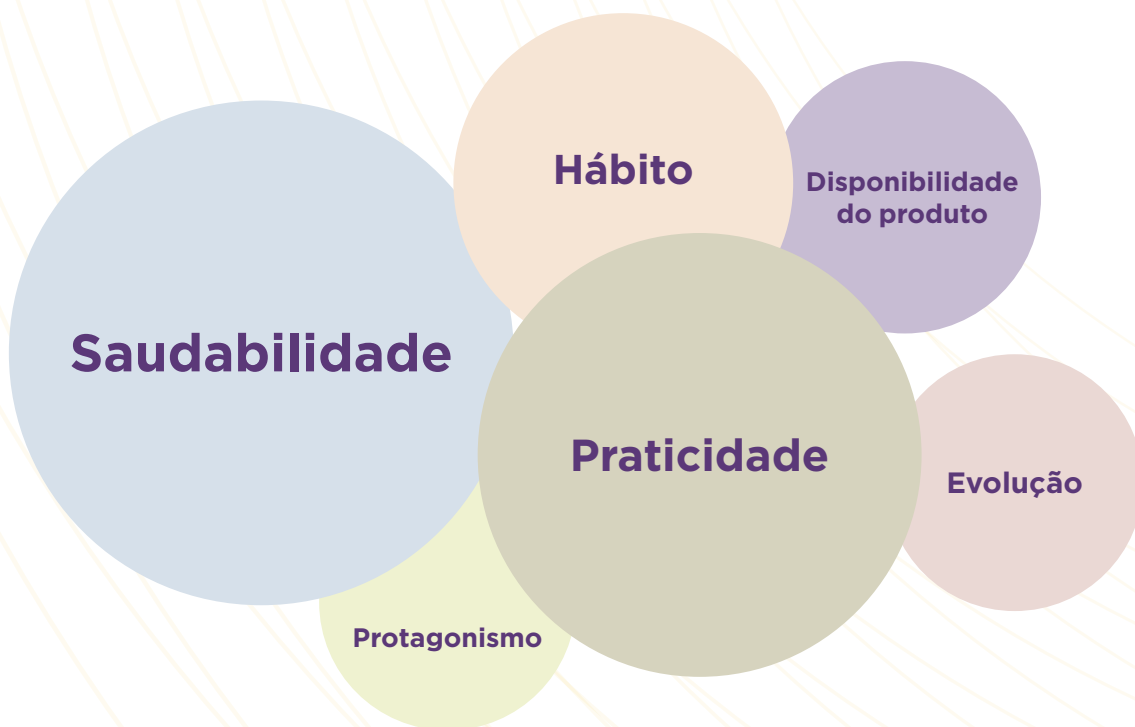 Hábito
Disponibilidade
do produto
Saudabilidade
Praticidade
Evolução
Protagonismo